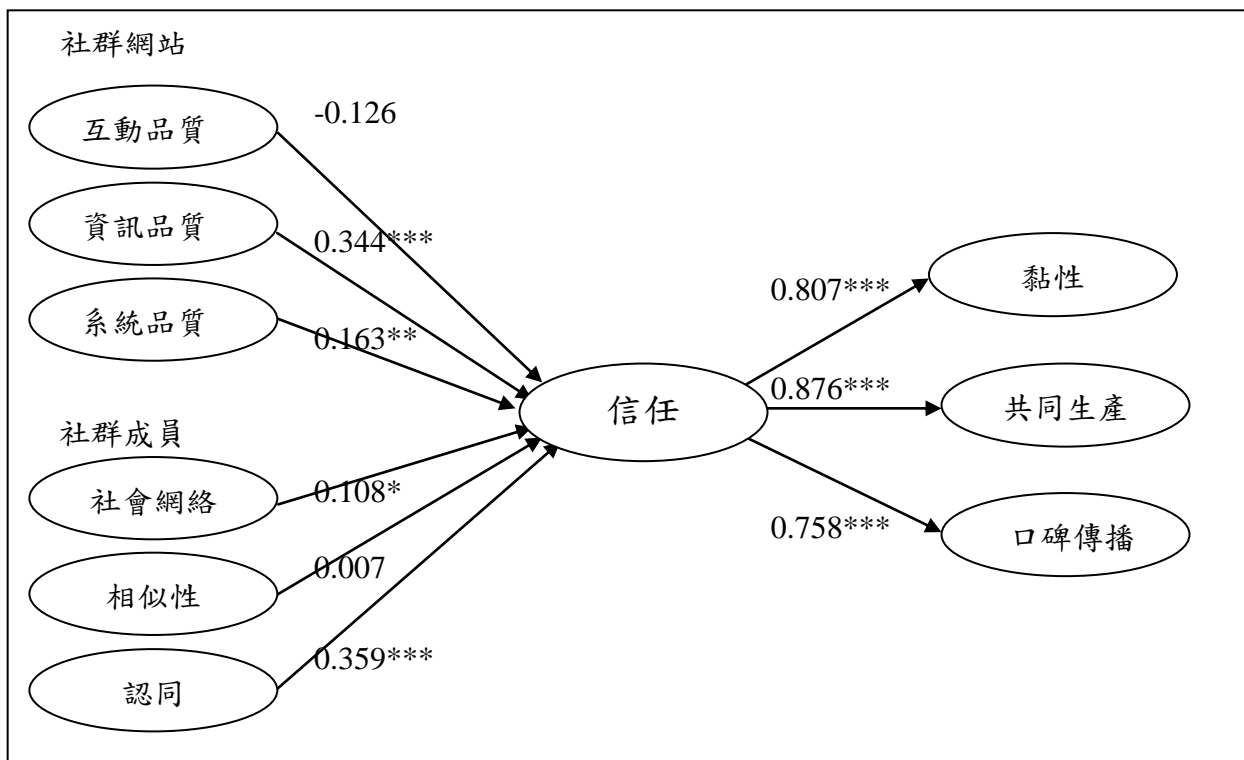 社群網站
互動品質
-0.126
資訊品質
0.344***
系統品質
0.163**
社群成員
社會網絡
0.108*
相似性
0.007
認同
0.359***
信任
0.807***
黏性
0.876***
共同生產
0.758***
口碑傳播